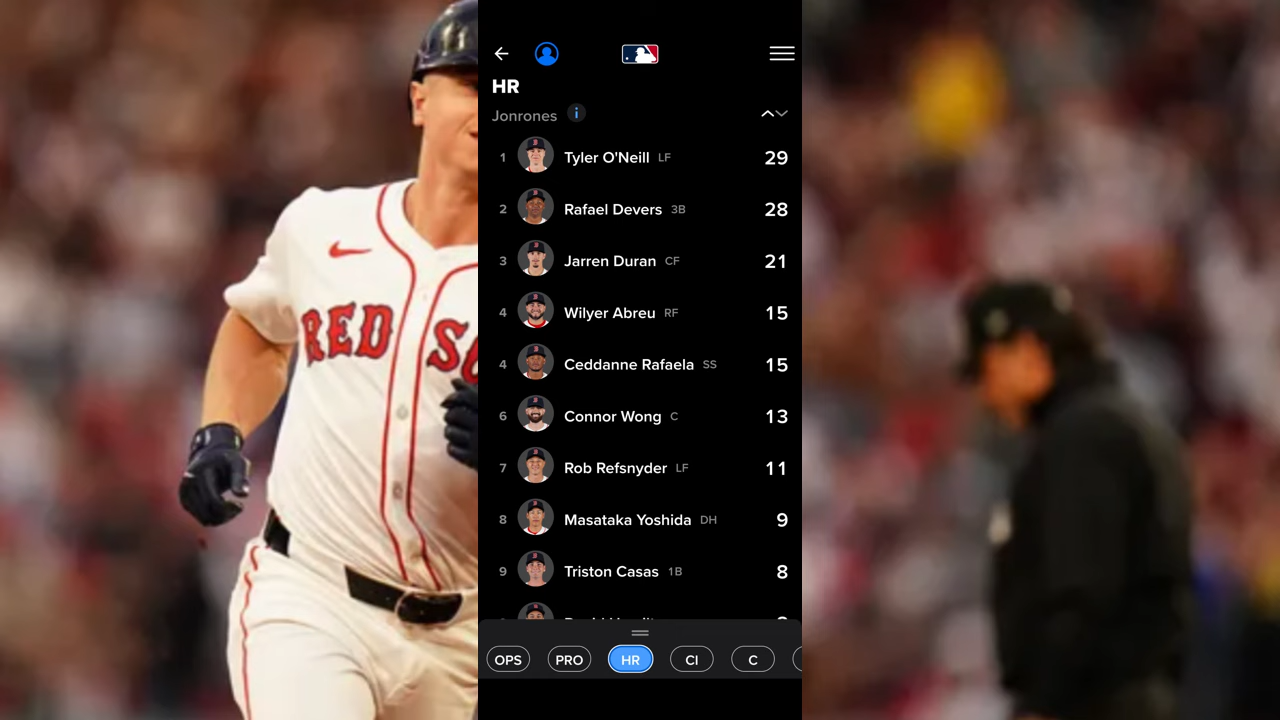 HR
Jonrones i
1 Tyler O'Neill LF 29
2 Rafael Devers 3B 28
3 Jarren Duran CF 21
4 Wilyer Abreu RF 15
4 Ceddanne Rafaela SS 15
6 Connor Wong C 13
7 Rob Refsnyder LF 11
8 Masataka Yoshida DH 9
9 Triston Casas 1B 8
OPS PRO HR CI C
RED